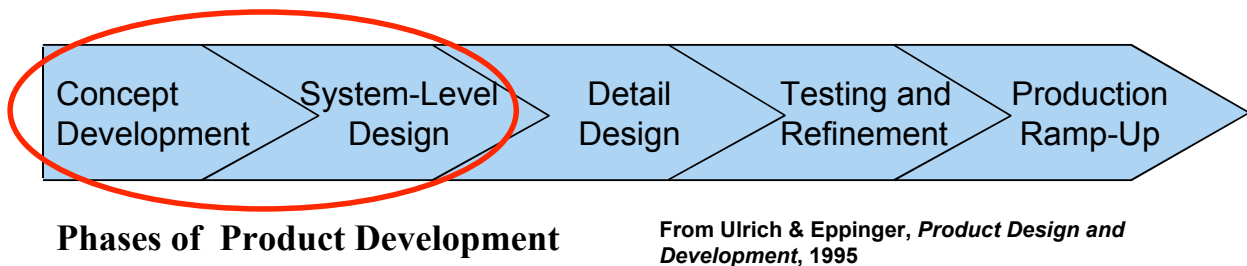 Concept
Development
System-Level
Design
Detail
Design
Testing and
Refinement
Production
Ramp-Up
Phases of Product Development
From Ulrich & Eppinger, Product Design and
Development, 1995